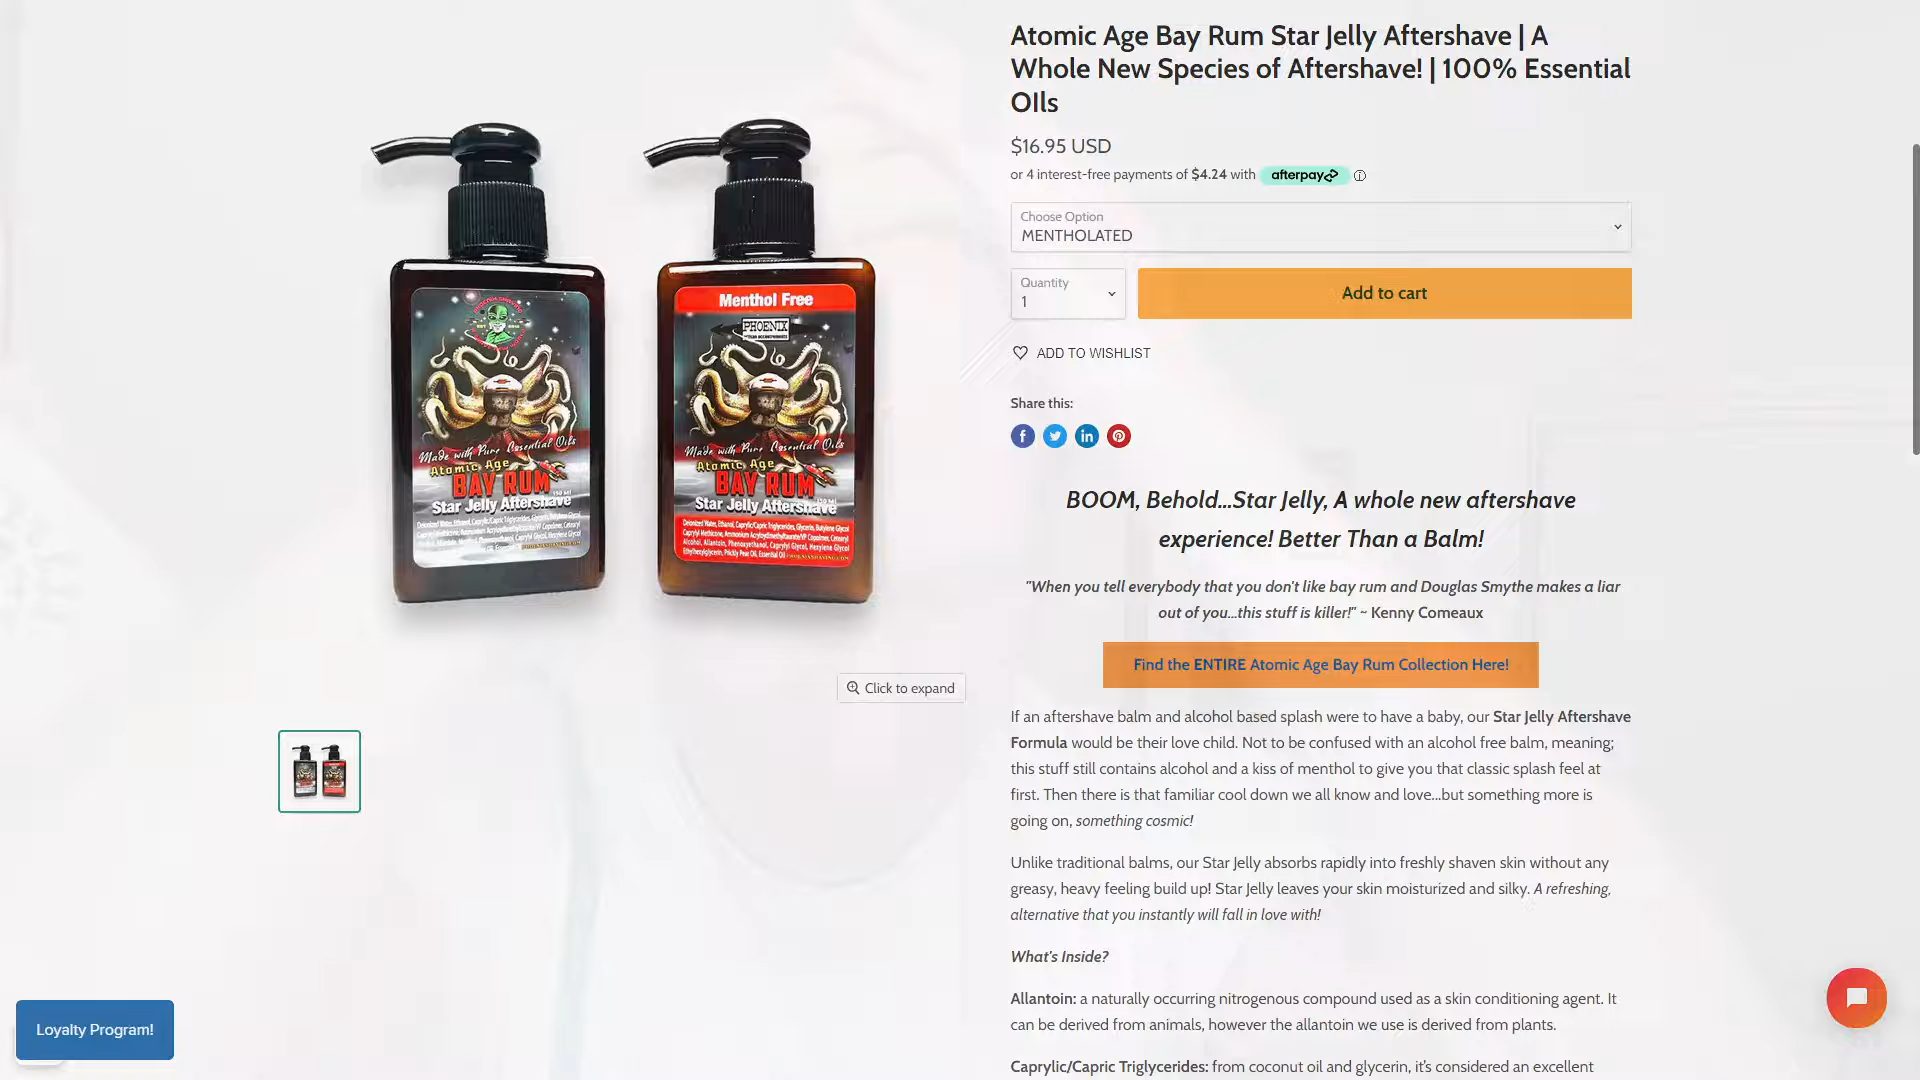 Atomic Age Bay Rum Star Jelly Aftershave | A
Whole New Species of Aftershave! | 100% Essential
OIls
$16.95 USD
or 4 interest-free payments of $4.24 with afterpay
Choose Option
MENTHOLATED
Quantity
1
Add to cart
ADD TO WISHLIST
Share this:
BOOM, Behold...Star Jelly, A whole new aftershave
experience! Better Than a Balm!
"When you tell everybody that you don't like bay rum and Douglas Smythe makes a liar
out of you...this stuff is killer!" ~ Kenny Comeaux
Find the ENTIRE Atomic Age Bay Rum Collection Here!
If an aftershave balm and alcohol based splash were to have a baby, our Star Jelly Aftershave
Formula would be their love child. Not to be confused with an alcohol free balm, meaning;
this stuff still contains alcohol and a kiss of menthol to give you that classic splash feel at
first. Then there is that familiar cool down we all know and love...but something more is
going on, something cosmic!
Unlike traditional balms, our Star Jelly absorbs rapidly into freshly shaven skin without any
greasy, heavy feeling build up! Star Jelly leaves your skin moisturized and silky. A refreshing,
alternative that you instantly will fall in love with!
What's Inside?
Allantoin: a naturally occurring nitrogenous compound used as a skin conditioning agent. It
can be derived from animals, however the allantoin we use is derived from plants.
Caprylic/Capric Triglycerides: from coconut oil and glycerin, it's considered an excellent
Made with Pure Essential Oils
Atomic Age
BAY RUM
Star Jelly Aftershave
Menthol Free
PHOENIX
Made with Pure Essential Oils
Atomic Age
BAY RUM
Star Jelly Aftershave
Deionized Water, Ethanol, Caprylic/Capric Triglycerides, Glycerin, Butylene Glycol
Click to expand
Loyalty Program!